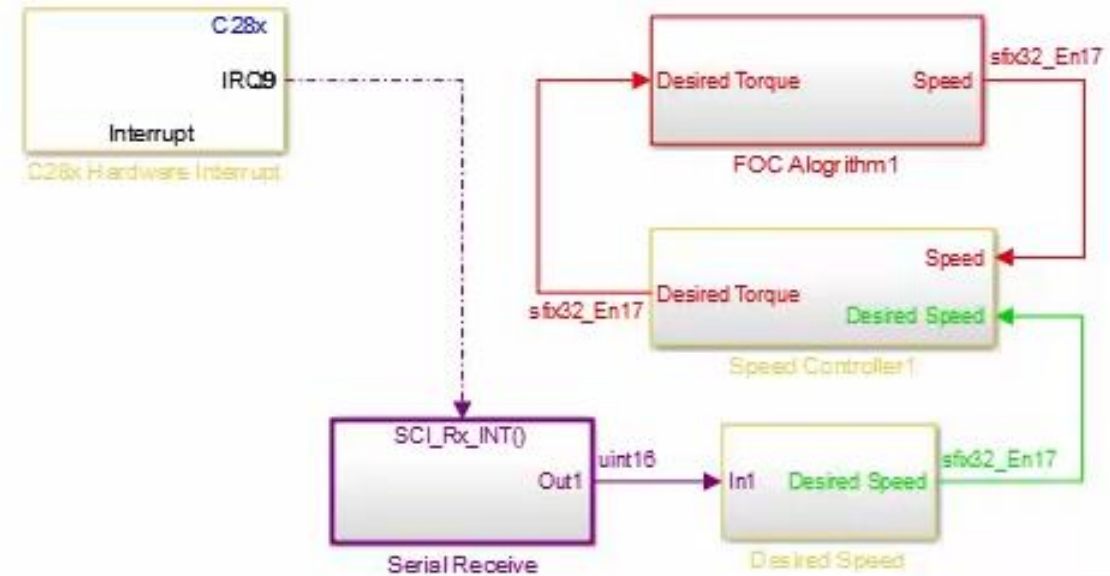 C28x
IRQ9
Interrupt
C28x Hardware Interrupt
Desired Torque
Speed
sfix32_En17
FOC Alogrithm1
Speed
Desired Torque
Desired Speed
sfix32_En17
Speed Controller1
SCI_Rx_INT()
Out1
uint16
In1
Desired Speed
sfix32_En17
Serial Receive
Desired Speed